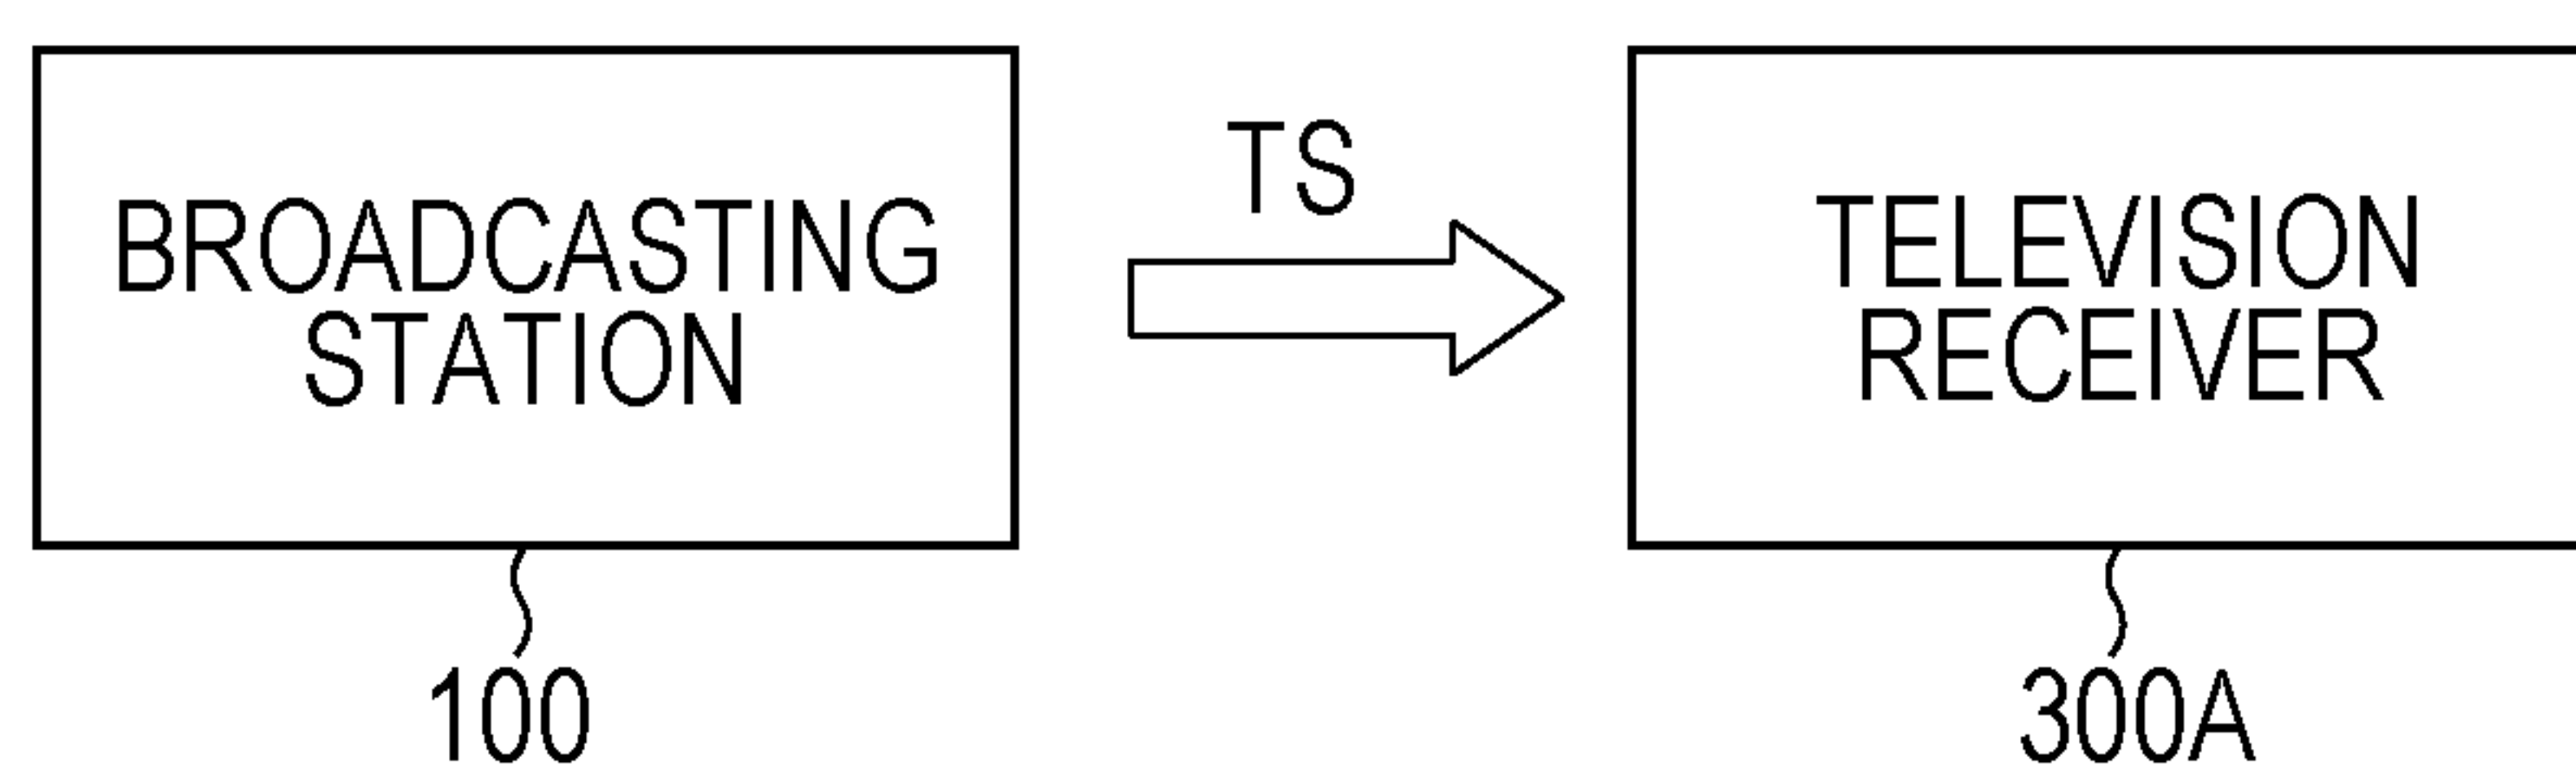 BROADCASTING
STATION
TS
TELEVISION
RECEIVER
100
300A